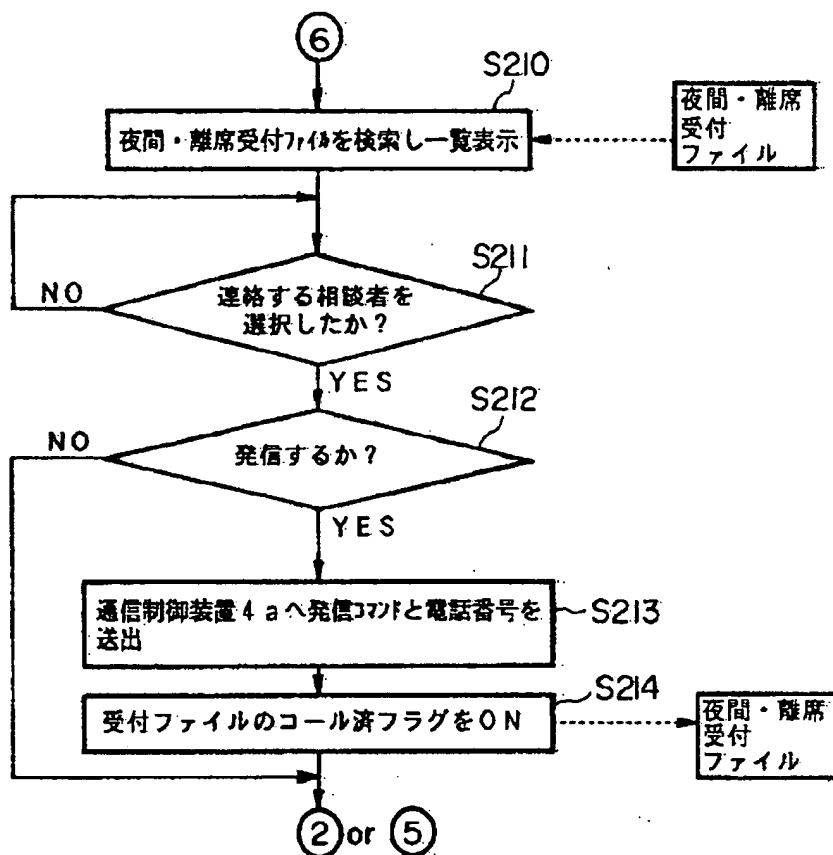 ⑥
S210
夜間・離席受付ファイルを検索し一覧表示
夜間・離席
受付
ファイル
S211
連絡する相談者を
選択したか?
NO
YES
S212
発信するか?
NO
YES
通信制御装置4aへ発信コマンドと電話番号を
送出
S213
S214
受付ファイルのコール済フラグをON
夜間・離席
受付
ファイル
② or ⑤